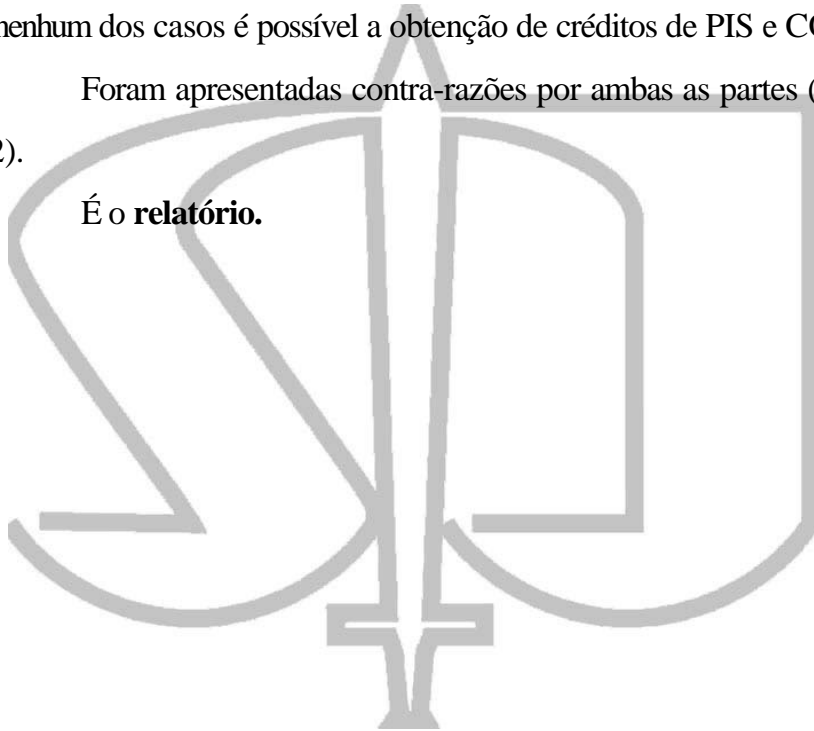 nenhum dos casos é possível a obtenção de créditos de PIS e CO
Foram apresentadas contra-razões por ambas as partes (
2).
É o relatório.